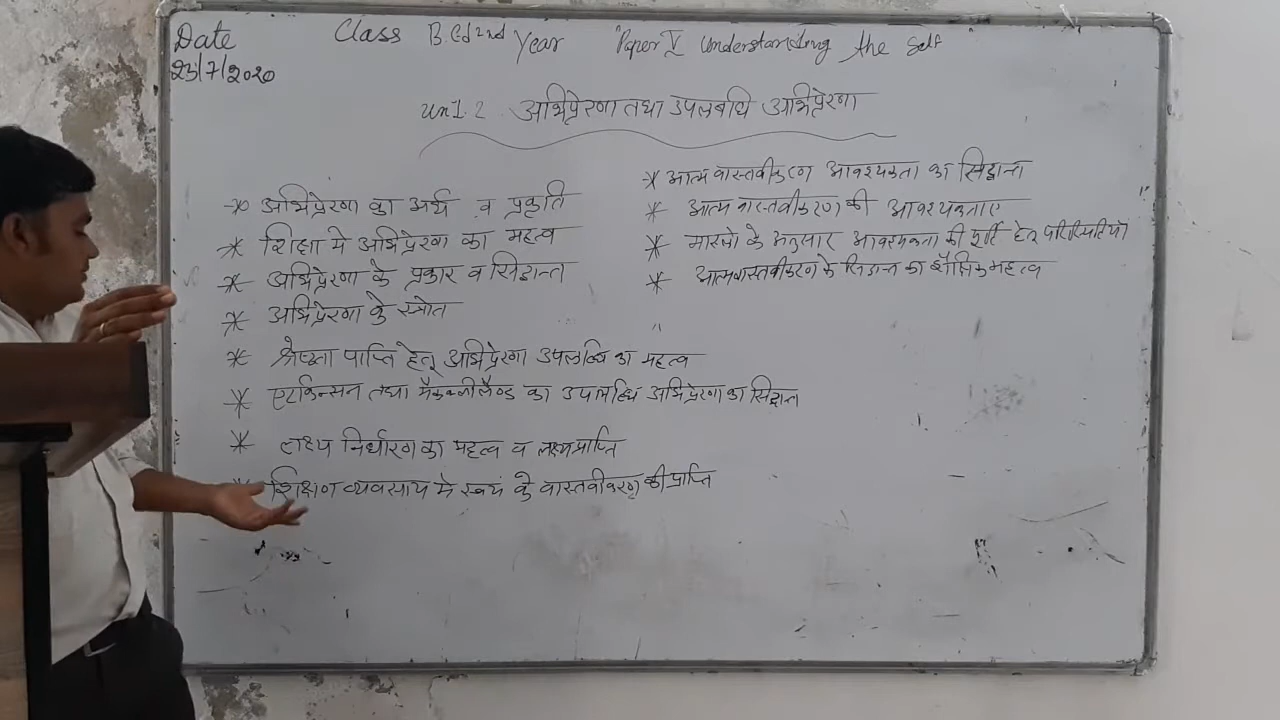 Date
23/7/2020
Class B.Ed 2nd Year Paper V Understanding the Self
Unit. 2. अभिप्रेरणा तथा उपलबधि अभिप्रेरणा
* अभिप्रेरणा का अर्थ व प्रकृति
* शिक्षा मे अभिप्रेरणा का महत्व
* अभिप्रेरणा के प्रकार व सिद्वान्त
* अभिप्रेरणा के स्त्रोत
* श्रेष्ठता प्राप्ति हेतू अभिप्रेरणा उपलब्धि का महत्व
* एटकिन्सन तथा मैकक्लीलैण्ड का उपलब्धि अभिप्रेरणा का सिद्वान्त
* लक्ष्य निर्धारण का महत्व व लक्ष्यप्राप्ति
* शिक्षण व्यवसाय मे स्वयं के वास्तवीकरण की प्राप्ति
* आत्म वास्तवीकरण आवश्यकता का सिद्वान्त
* आत्म वास्तवीकरण की आवश्यकताए
* मास्लो के अनुसार आवश्यकता की पूर्ति हेतू परिस्थितियाँ
* आत्मवास्तवीकरण के सिद्वान्त का शैक्षिक महत्व